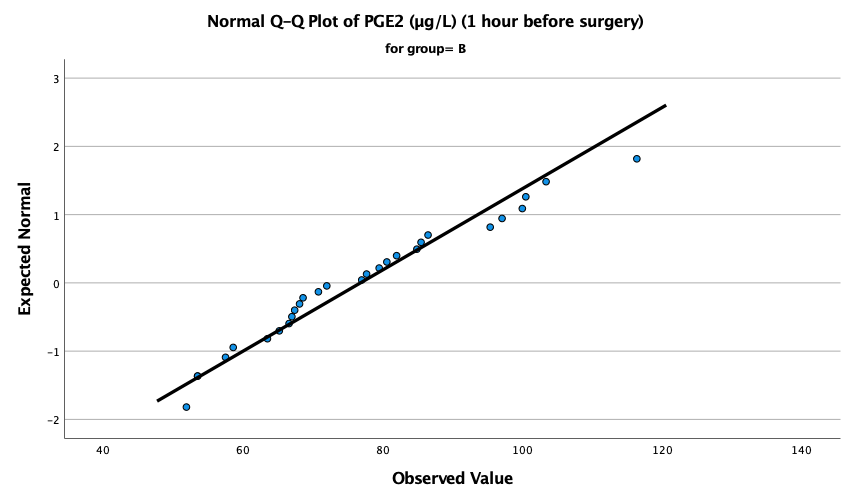 Normal Q-Q Plot of PGE2 (µg/L) (1 hour before surgery)
for group= B
3
2
1
0
-1
-2
Expected Normal
40 60 80 100 120 140
Observed Value